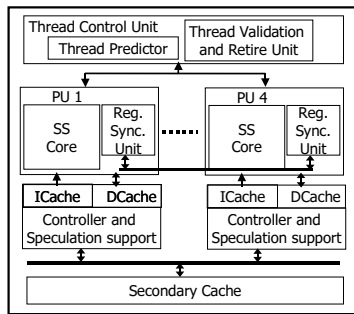 Thread Control Unit
Thread Predictor
Thread Validation
and Retire Unit
PU 1
SS
Core
Reg.
Sync.
Unit
PU 4
SS
Core
Reg.
Sync.
Unit
ICache
DCache
Controller and
Speculation support
ICache
DCache
Controller and
Speculation support
Secondary Cache